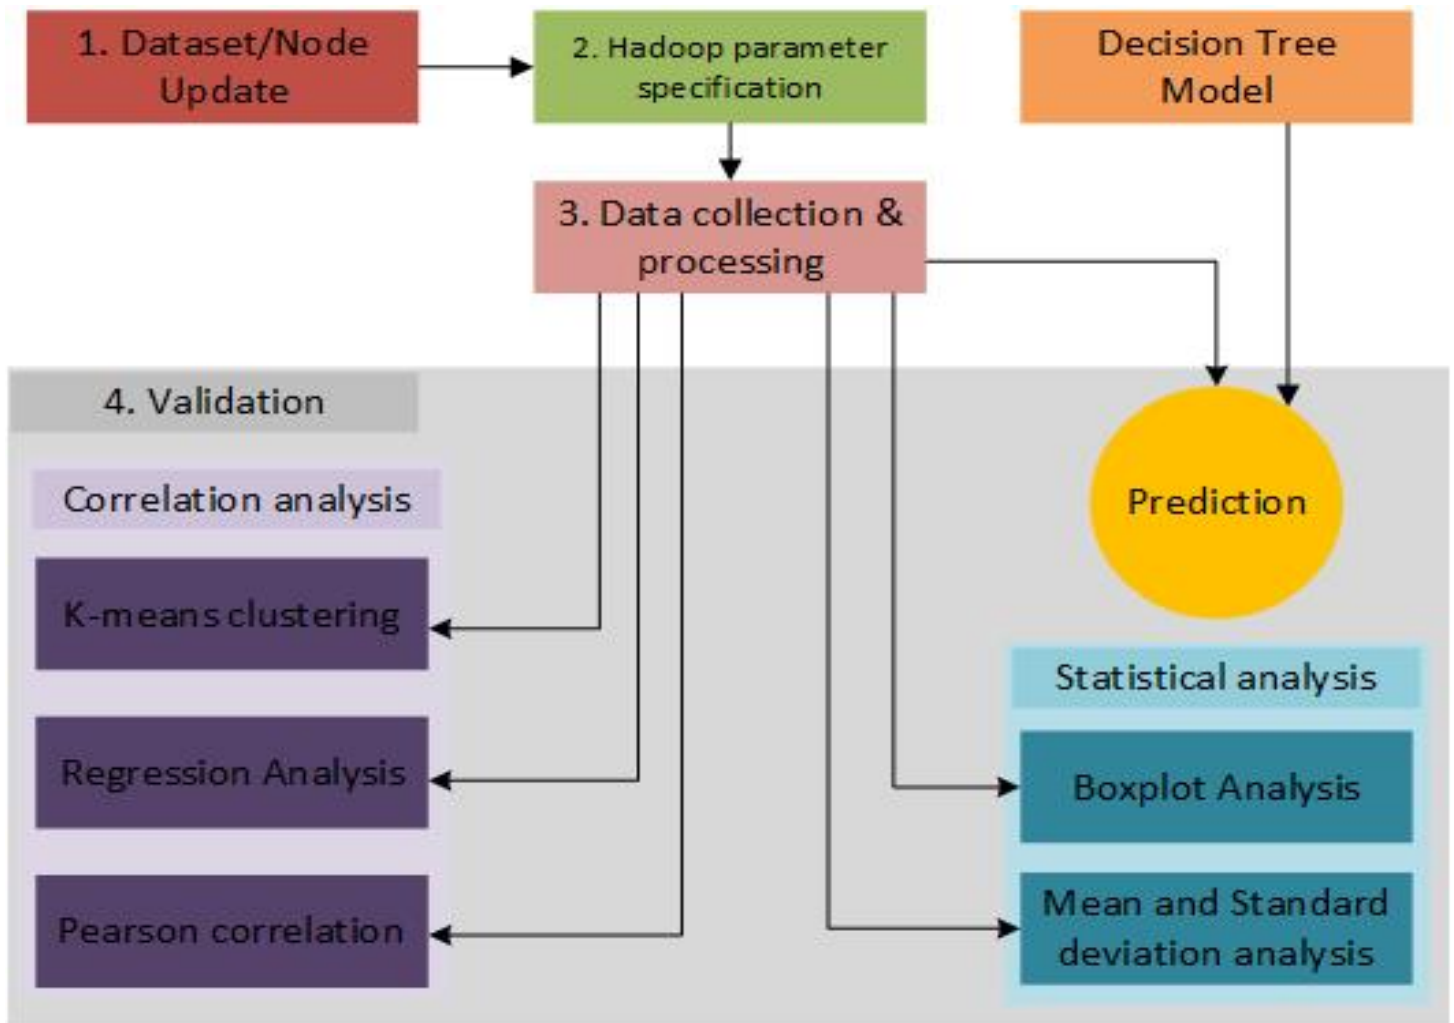 1. Dataset/Node
Update
2. Hadoop parameter
specification
Decision Tree
Model
3. Data collection &
processing
4. Validation
Correlation analysis
K-means clustering
Regression Analysis
Pearson correlation
Prediction
Statistical analysis
Boxplot Analysis
Mean and Standard
deviation analysis